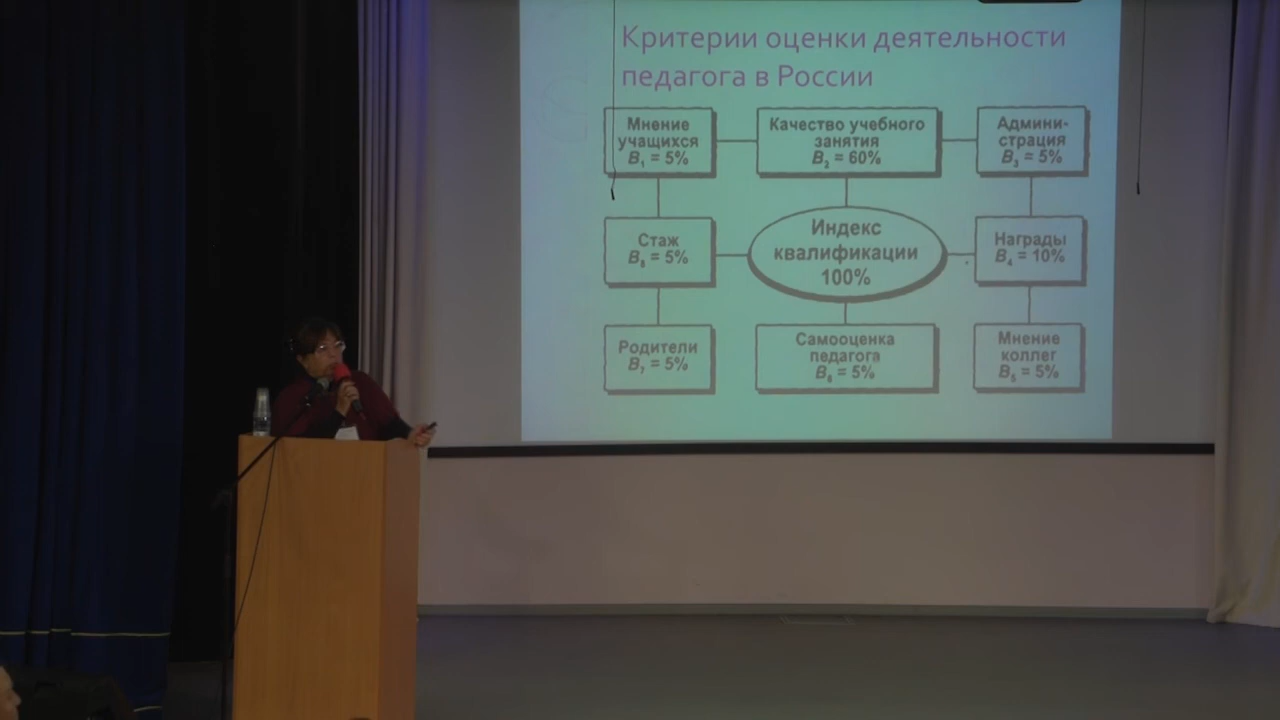 Критерии оценки деятельности
педагога в России
Мнение
учащихся
B₁ = 5%
Качество учебного
занятия
B₂ = 60%
Админи-
страция
B₃ = 5%
Стаж
B₈ = 5%
Индекс
квалификации
100%
Награды
B₄ = 10%
Родители
B₇ = 5%
Самооценка
педагога
B₆ = 5%
Мнение
коллег
B₅ = 5%